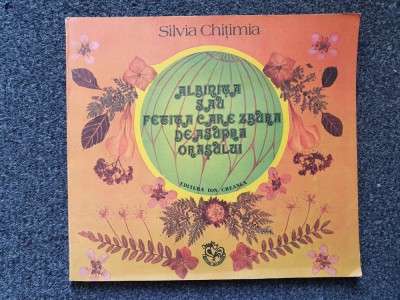 Silvia Chițimia
ALBINIȚA
SAU
FETIȚA CARE ZBURA
DEASUPRA
ORAȘULUI
EDITURA ION CREANGĂ